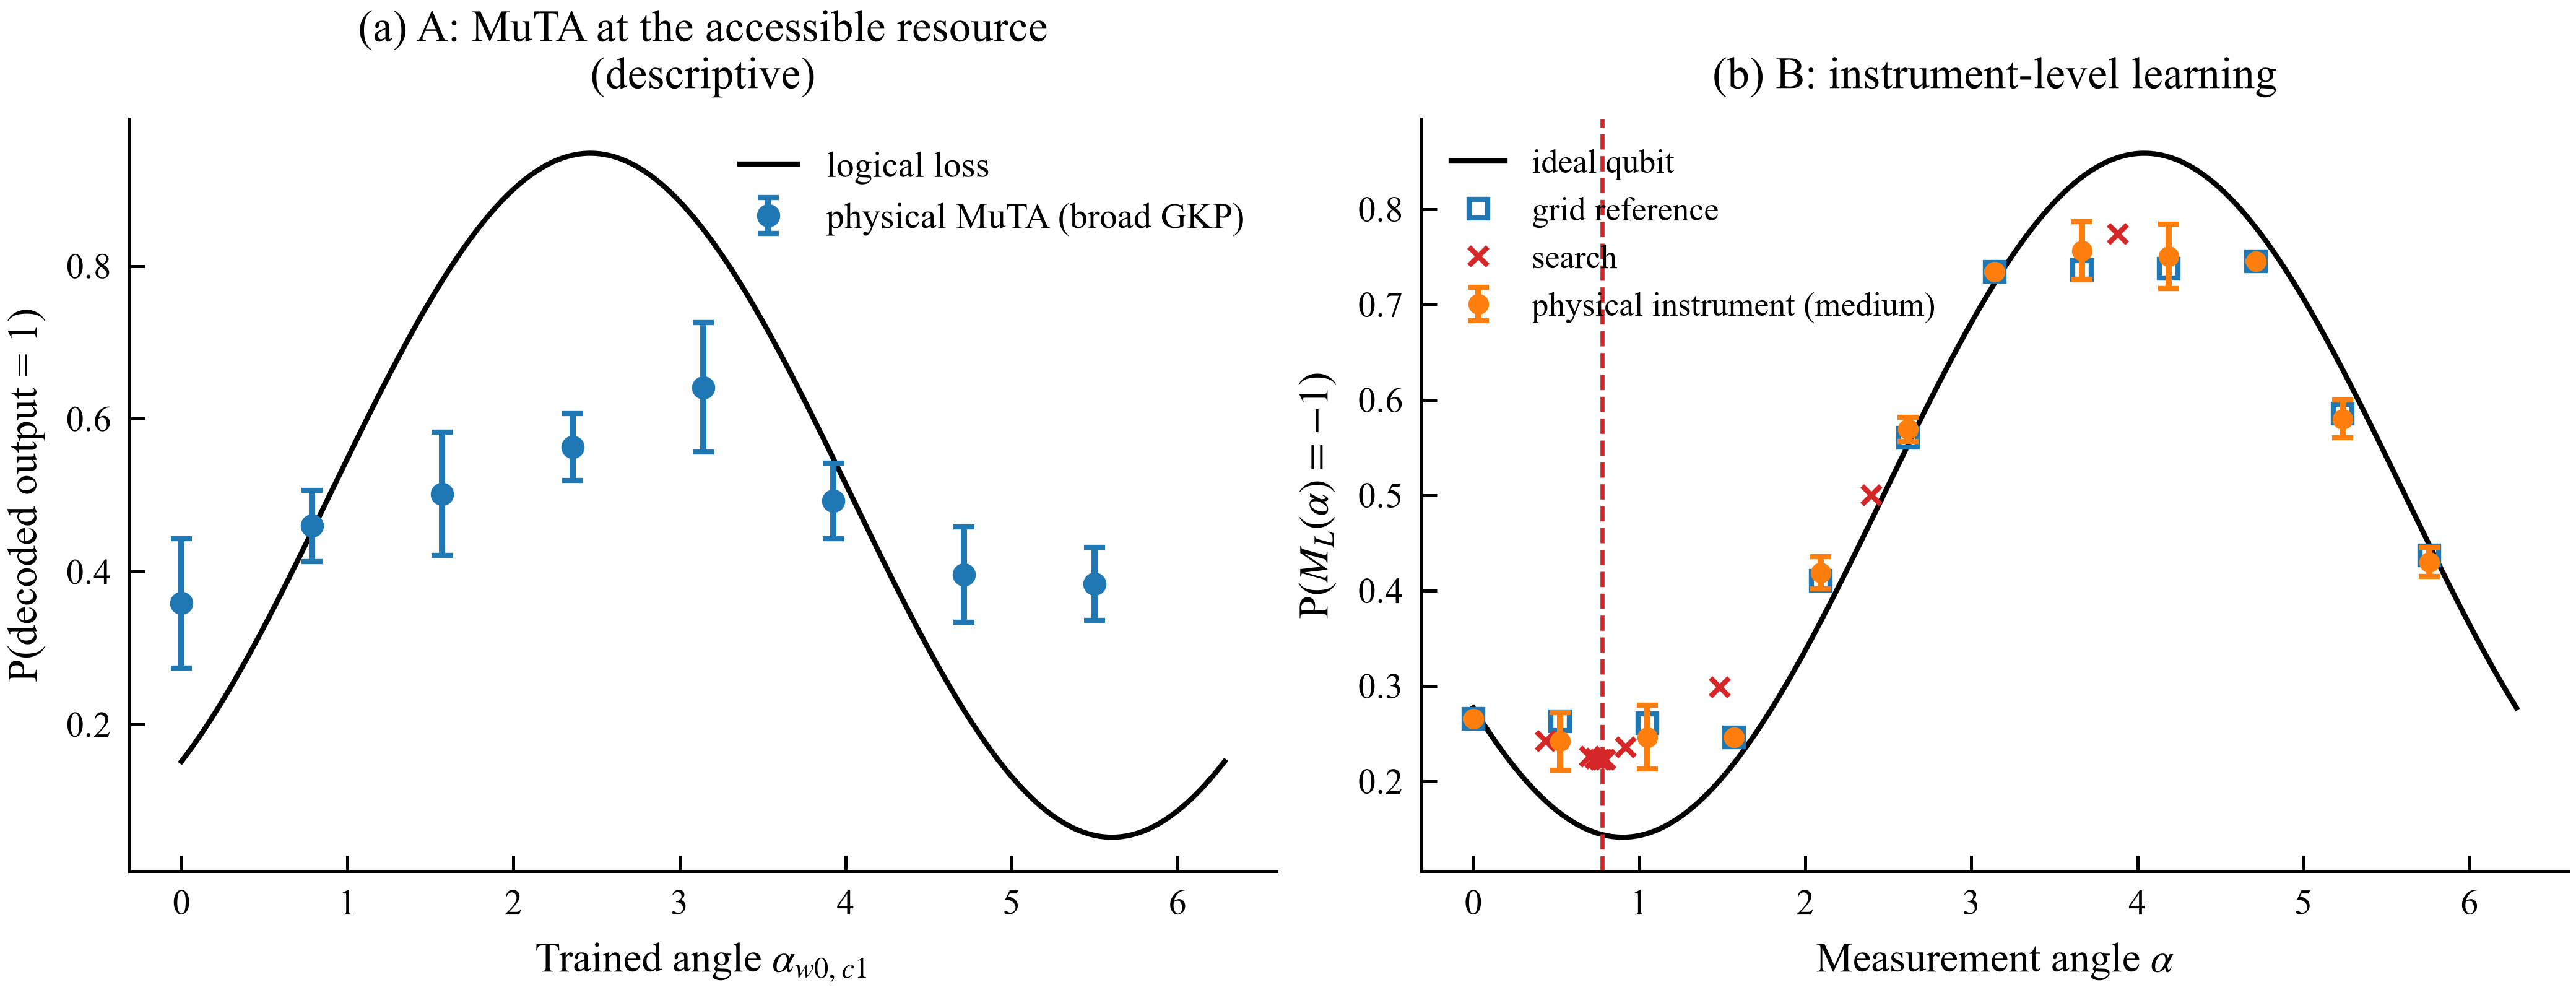 (a) A: MuTA at the accessible resource
(descriptive)
logical loss
physical MuTA (broad GKP)
P(decoded output = 1)
0.8
0.6
0.4
0.2
0 1 2 3 4 5 6
Trained angle α_{w0, c1}
(b) B: instrument-level learning
ideal qubit
grid reference
search
physical instrument (medium)
P(M_L(α) = −1)
0.8
0.7
0.6
0.5
0.4
0.3
0.2
0 1 2 3 4 5 6
Measurement angle α